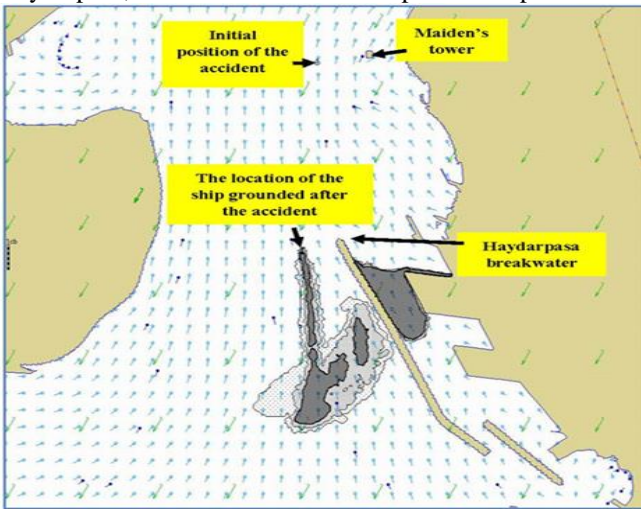 Initial
position of the
accident
Maiden's
tower
The location of the
ship grounded after
the accident
Haydarpasa
breakwater